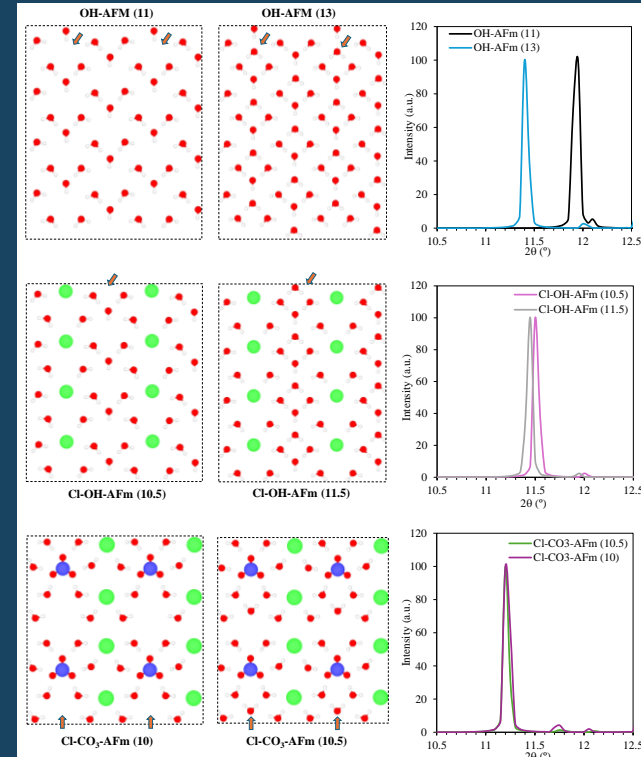 OH-AFM (11)
OH-AFM (13)
OH-AFm (11)
OH-AFm (13)
Intensity (a.u.)
120
100
80
60
40
20
0
10.5 11 11.5 12 12.5
2θ (º)
Cl-OH-AFm (10.5)
Cl-OH-AFm (11.5)
Cl-OH-AFm (10.5)
Cl-OH-AFm (11.5)
Intensity (a.u.)
120
100
80
60
40
20
0
10.5 11 11.5 12 12.5
2θ (º)
Cl-CO₃-AFm (10)
Cl-CO₃-AFm (10.5)
Cl-CO3-AFm (10.5)
Cl-CO3-AFm (10)
Intensity (a.u.)
120
100
80
60
40
20
0
10.5 11 11.5 12 12.5
2θ (º)